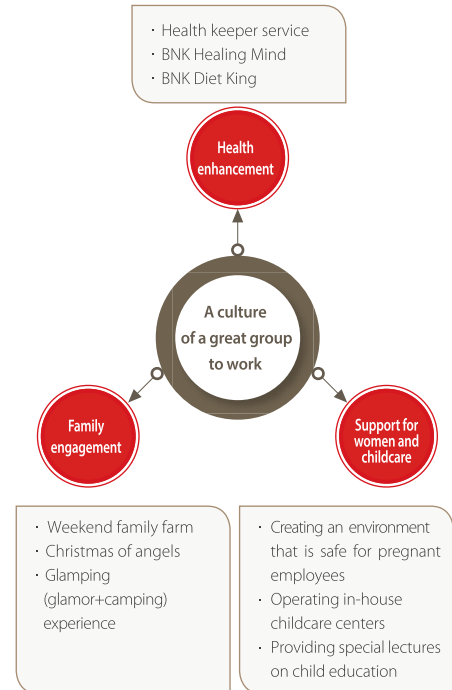 · Health keeper service
· BNK Healing Mind
· BNK Diet King
Health
enhancement
A culture
of a great group
to work
Family
engagement
Support for
women and
childcare
· Weekend family farm
· Christmas of angels
· Glamping
(glamor+camping)
experience
· Creating an environment
that is safe for pregnant
employees
· Operating in-house
childcare centers
· Providing special lectures
on child education